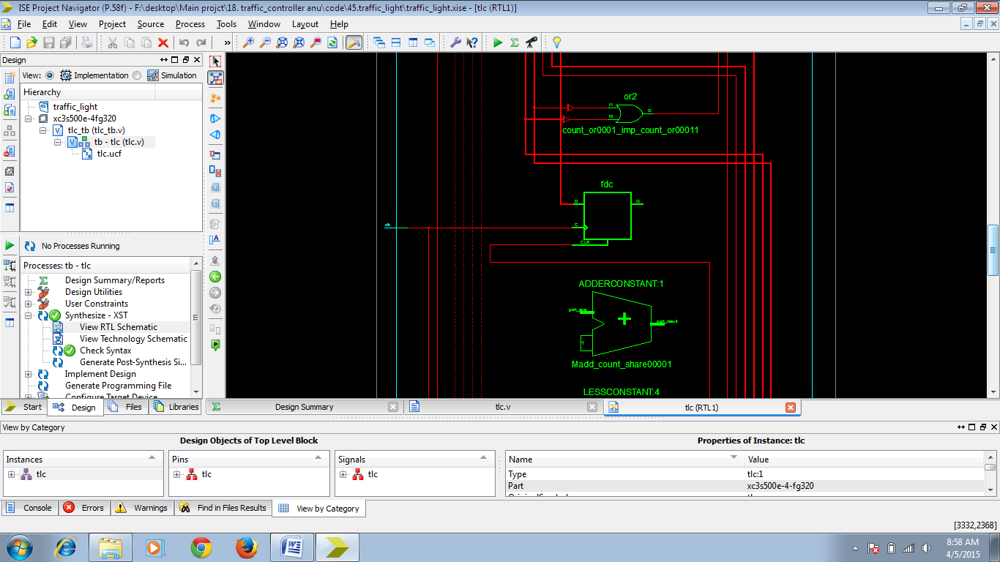 ISE Project Navigator (P.58f) - F:\desktop\Main projct\18. traffic_controller anu\code\45.traffic_light\traffic_light.xise - [tlc (RTL1)]
File Edit View Project Source Process Tools Window Layout Help
»
Design
View: Implementation Simulation
Hierarchy
traffic_light
xc3s500e-4fg320
tlc_tb (tlc_tb.v)
tb - tlc (tlc.v)
tlc.ucf
No Processes Running
Processes: tb - tlc
Design Summary/Reports
Design Utilities
User Constraints
Synthesize - XST
View RTL Schematic
View Technology Schematic
Check Syntax
Generate Post-Synthesis Si...
Implement Design
Generate Programming File
Configure Target Device
Start Design Files Libraries
or2
I1
I0
O
count_or0001_imp_count_or00011
fdc
D
Q
clk
C
CLR
ADDERCONSTANT:1
port_result
1
Madd_count_share00001
LESSCONSTANT:4
Design Summary tlc.v tlc (RTL1)
View by Category
Design Objects of Top Level Block
Properties of Instance: tlc
Instances Pins Signals Name Value
tlc tlc tlc Type tlc:1
Part xc3s500e-4-fg320
Console Errors Warnings Find in Files Results View by Category
[3332,2368]
8:58 AM
4/5/2015